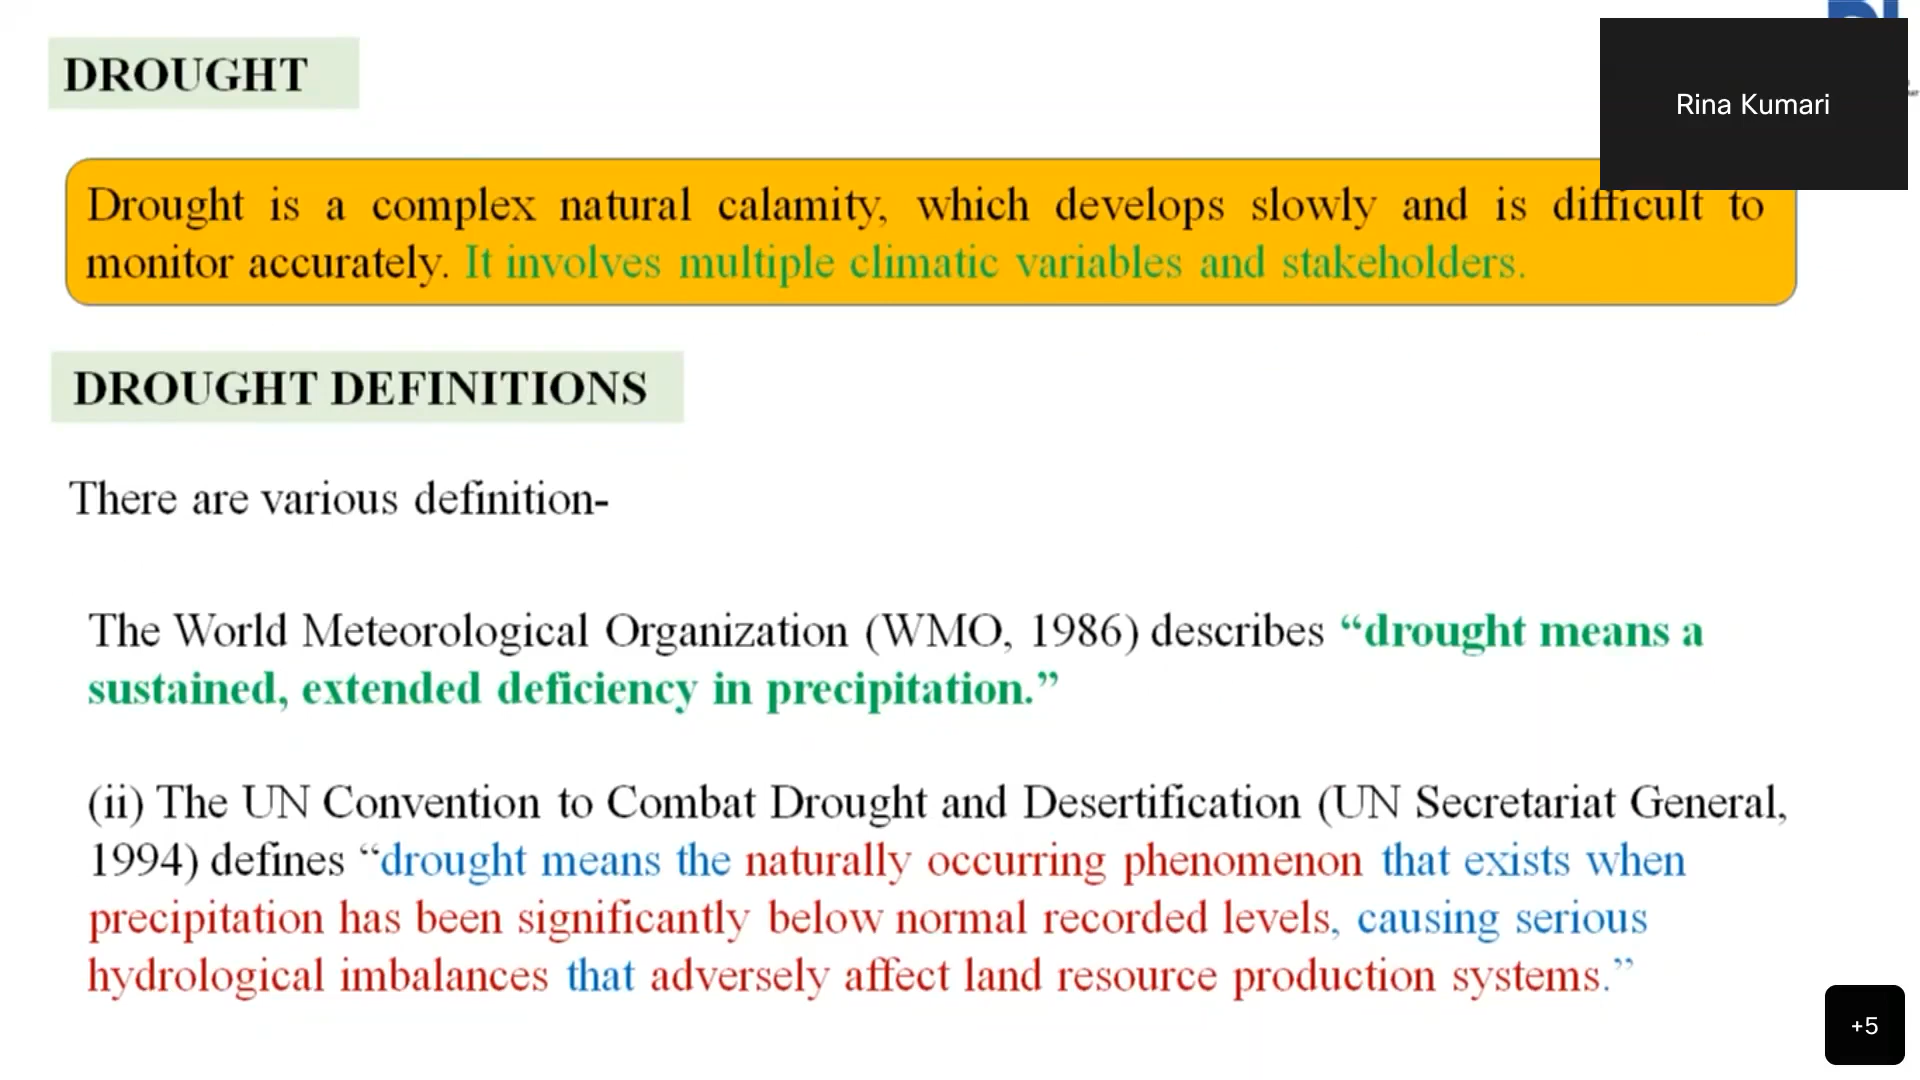 DROUGHT
Rina Kumari
Drought is a complex natural calamity, which develops slowly and is difficult to
monitor accurately. It involves multiple climatic variables and stakeholders.
DROUGHT DEFINITIONS
There are various definition-
The World Meteorological Organization (WMO, 1986) describes “drought means a
sustained, extended deficiency in precipitation.”
(ii) The UN Convention to Combat Drought and Desertification (UN Secretariat General,
1994) defines “drought means the naturally occurring phenomenon that exists when
precipitation has been significantly below normal recorded levels, causing serious
hydrological imbalances that adversely affect land resource production systems.”
+5